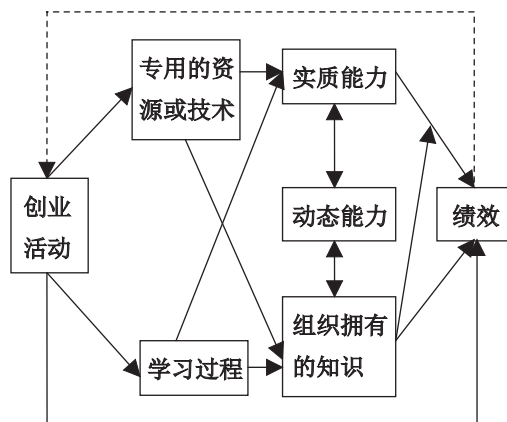 专用的资
源或技术
实质能力
创业
活动
动态能力
绩效
组织拥有
的知识
学习过程